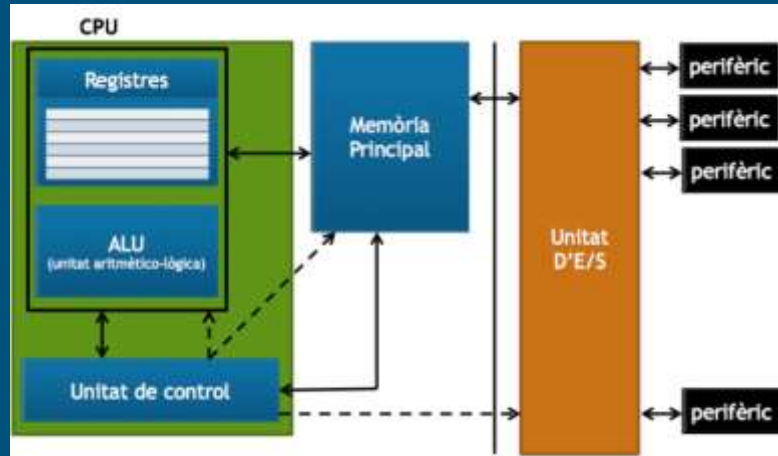 CPU
Registres
ALU
(unitat aritmètico-lògica)
Unitat de control
Memòria
Principal
Unitat
D'E/S
perifèric
perifèric
perifèric
perifèric